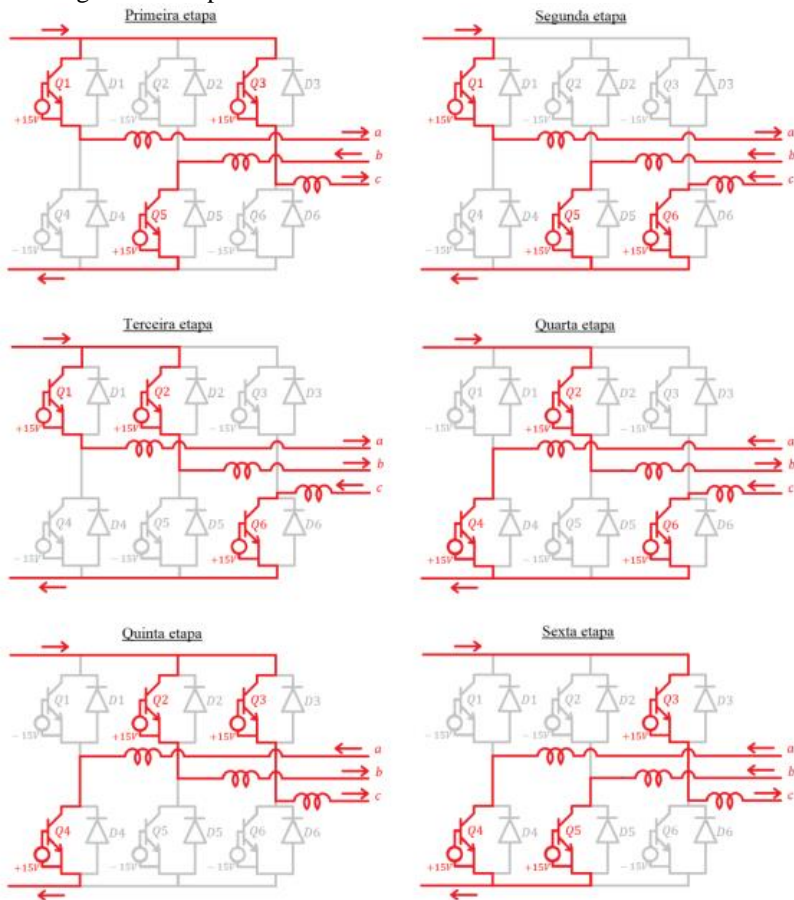 Primeira etapa
Q1 D1 Q2 D2 Q3 D3
+15V −15V +15V
a
b
c
Q4 D4 Q5 D5 Q6 D6
−15V +15V −15V
Segunda etapa
Q1 D1 Q2 D2 Q3 D3
+15V −15V −15V
a
b
c
Q4 D4 Q5 D5 Q6 D6
−15V +15V +15V
Terceira etapa
Q1 D1 Q2 D2 Q3 D3
+15V +15V −15V
a
b
c
Q4 D4 Q5 D5 Q6 D6
−15V −15V +15V
Quarta etapa
Q1 D1 Q2 D2 Q3 D3
−15V +15V −15V
a
b
c
Q4 D4 Q5 D5 Q6 D6
+15V −15V +15V
Quinta etapa
Q1 D1 Q2 D2 Q3 D3
−15V +15V +15V
a
b
c
Q4 D4 Q5 D5 Q6 D6
+15V −15V −15V
Sexta etapa
Q1 D1 Q2 D2 Q3 D3
−15V −15V +15V
a
b
c
Q4 D4 Q5 D5 Q6 D6
+15V +15V −15V